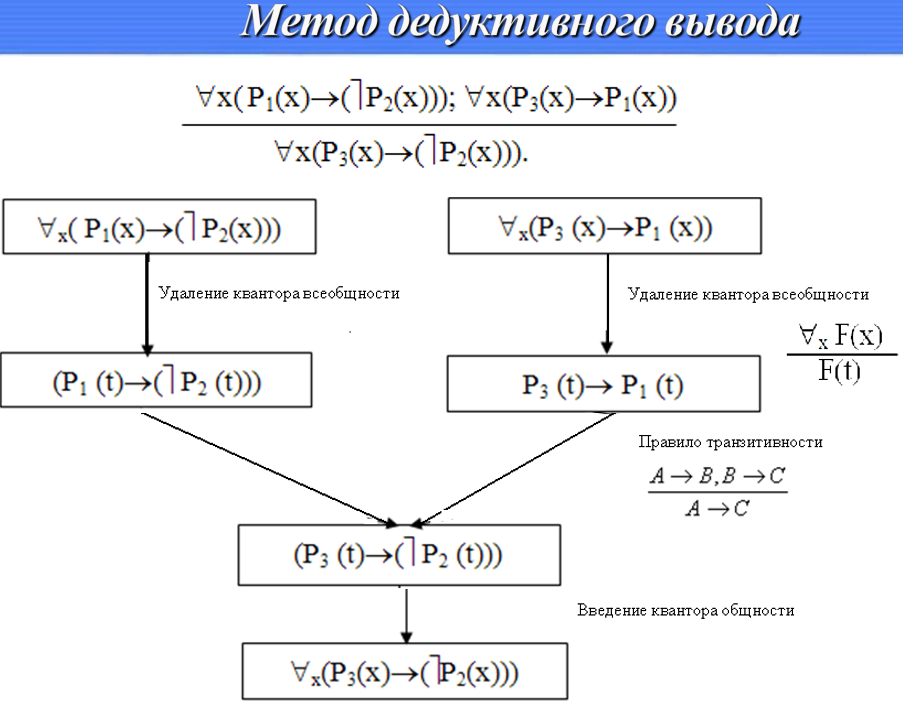 Метод дедуктивного вывода
∀x( P₁(x)→(⏋P₂(x))); ∀x(P₃(x)→P₁(x))
∀x(P₃(x)→(⏋P₂(x))).
∀ₓ( P₁(x)→(⏋P₂(x)))
∀ₓ(P₃ (x)→P₁ (x))
Удаление квантора всеобщности
Удаление квантора всеобщности
∀ₓ F(x)
F(t)
(P₁ (t)→(⏋P₂ (t)))
P₃ (t)→ P₁ (t)
Правило транзитивности
A → B, B → C
A → C
(P₃ (t)→(⏋P₂ (t)))
Введение квантора общности
∀ₓ(P₃(x)→(⏋P₂(x)))